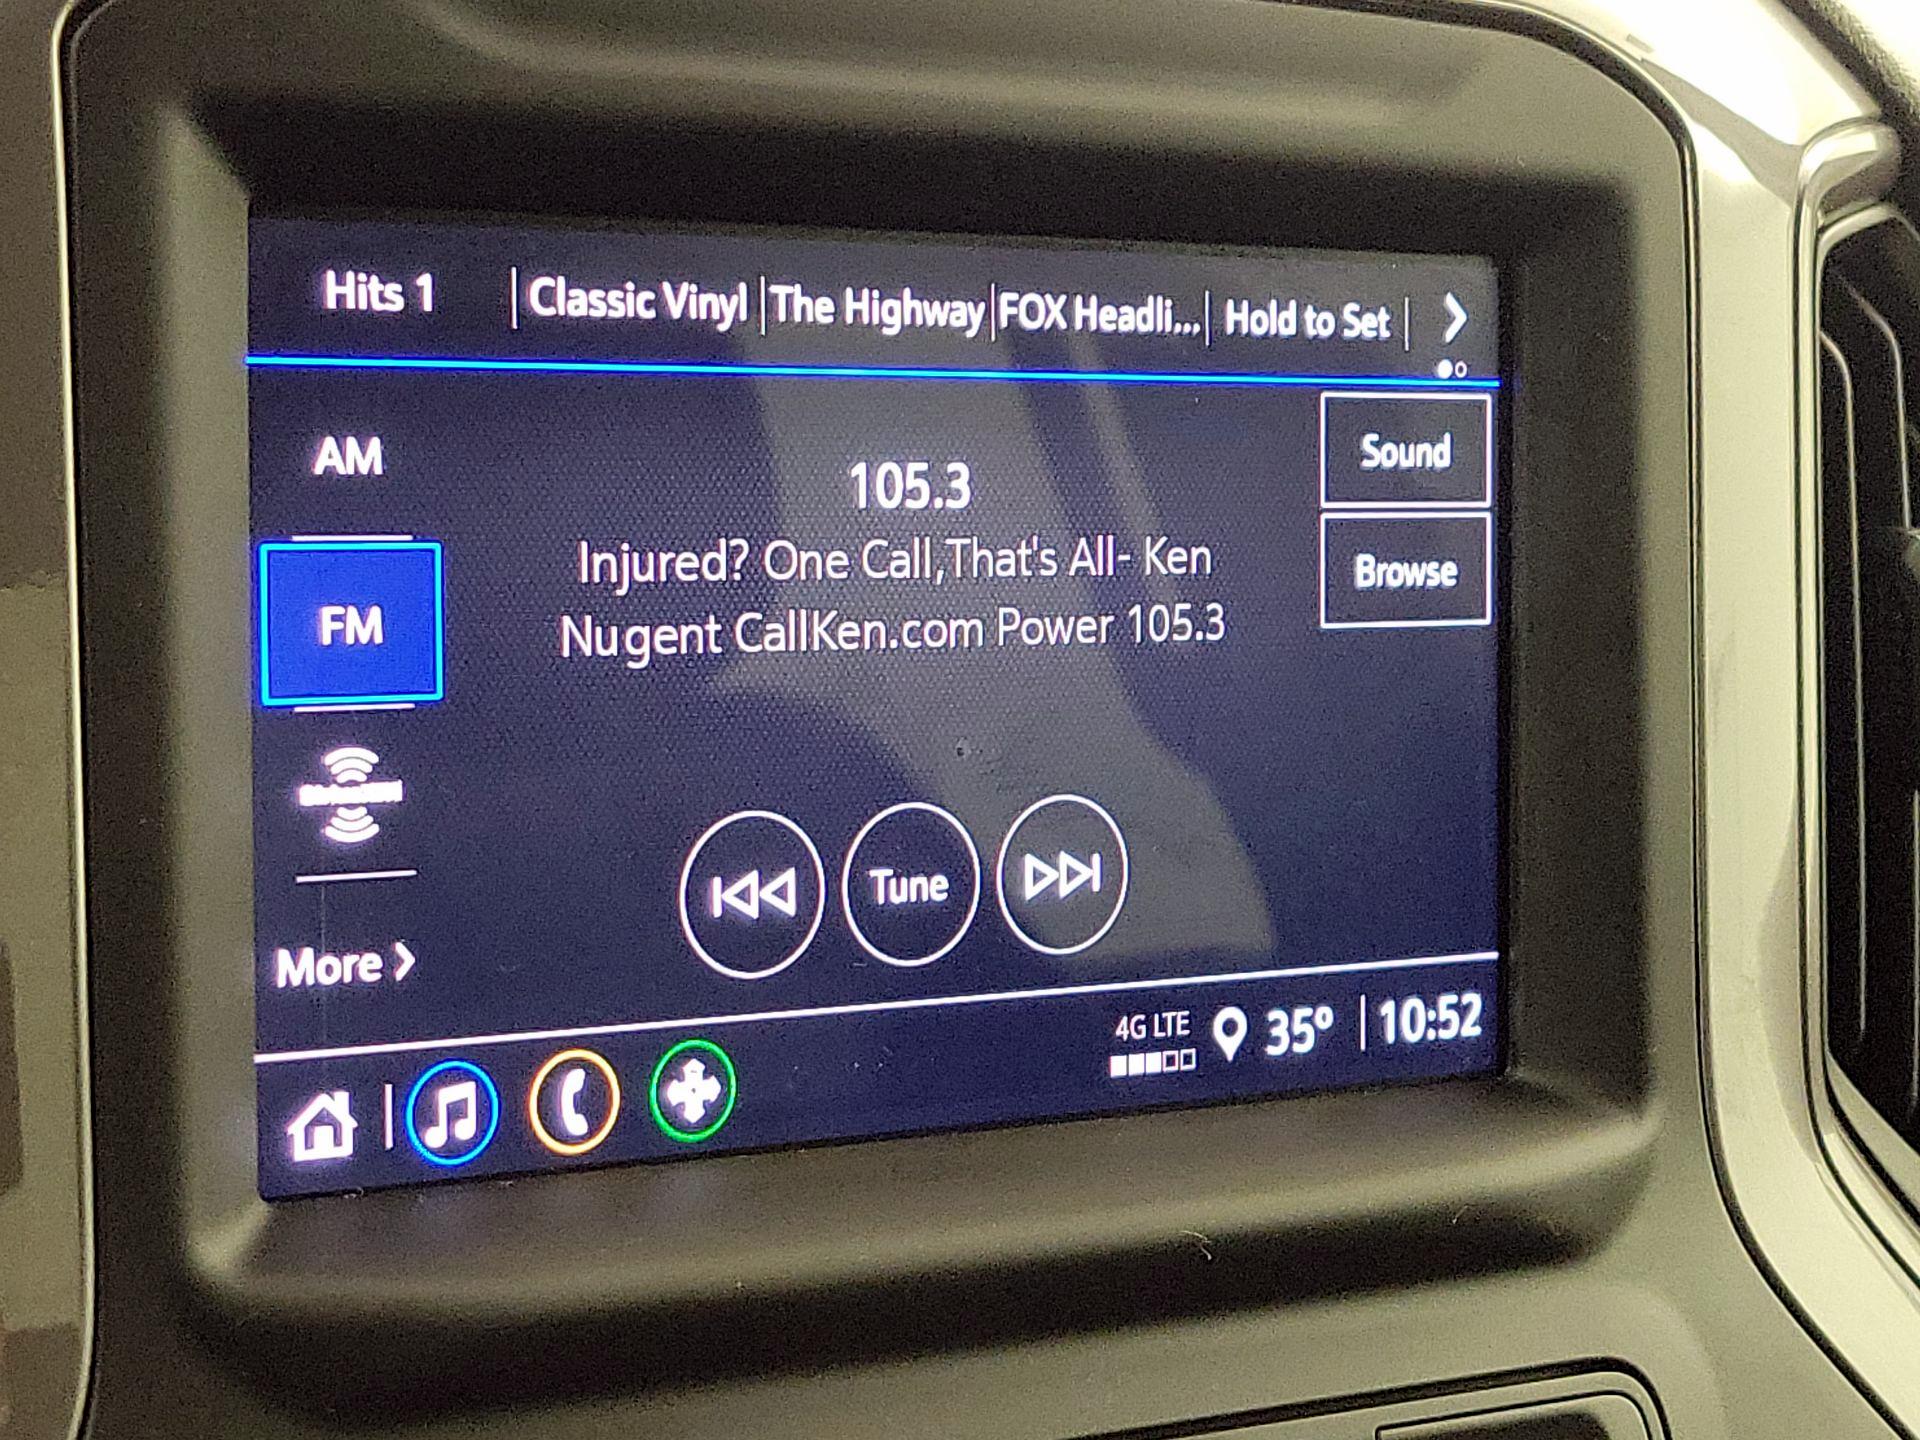 Hits 1 Classic Vinyl The Highway FOX Headli... Hold to Set
AM
105.3
Sound
Injured? One Call,That's All- Ken
Nugent CallKen.com Power 105.3
Browse
FM
Tune
More
4G LTE 35° 10:52